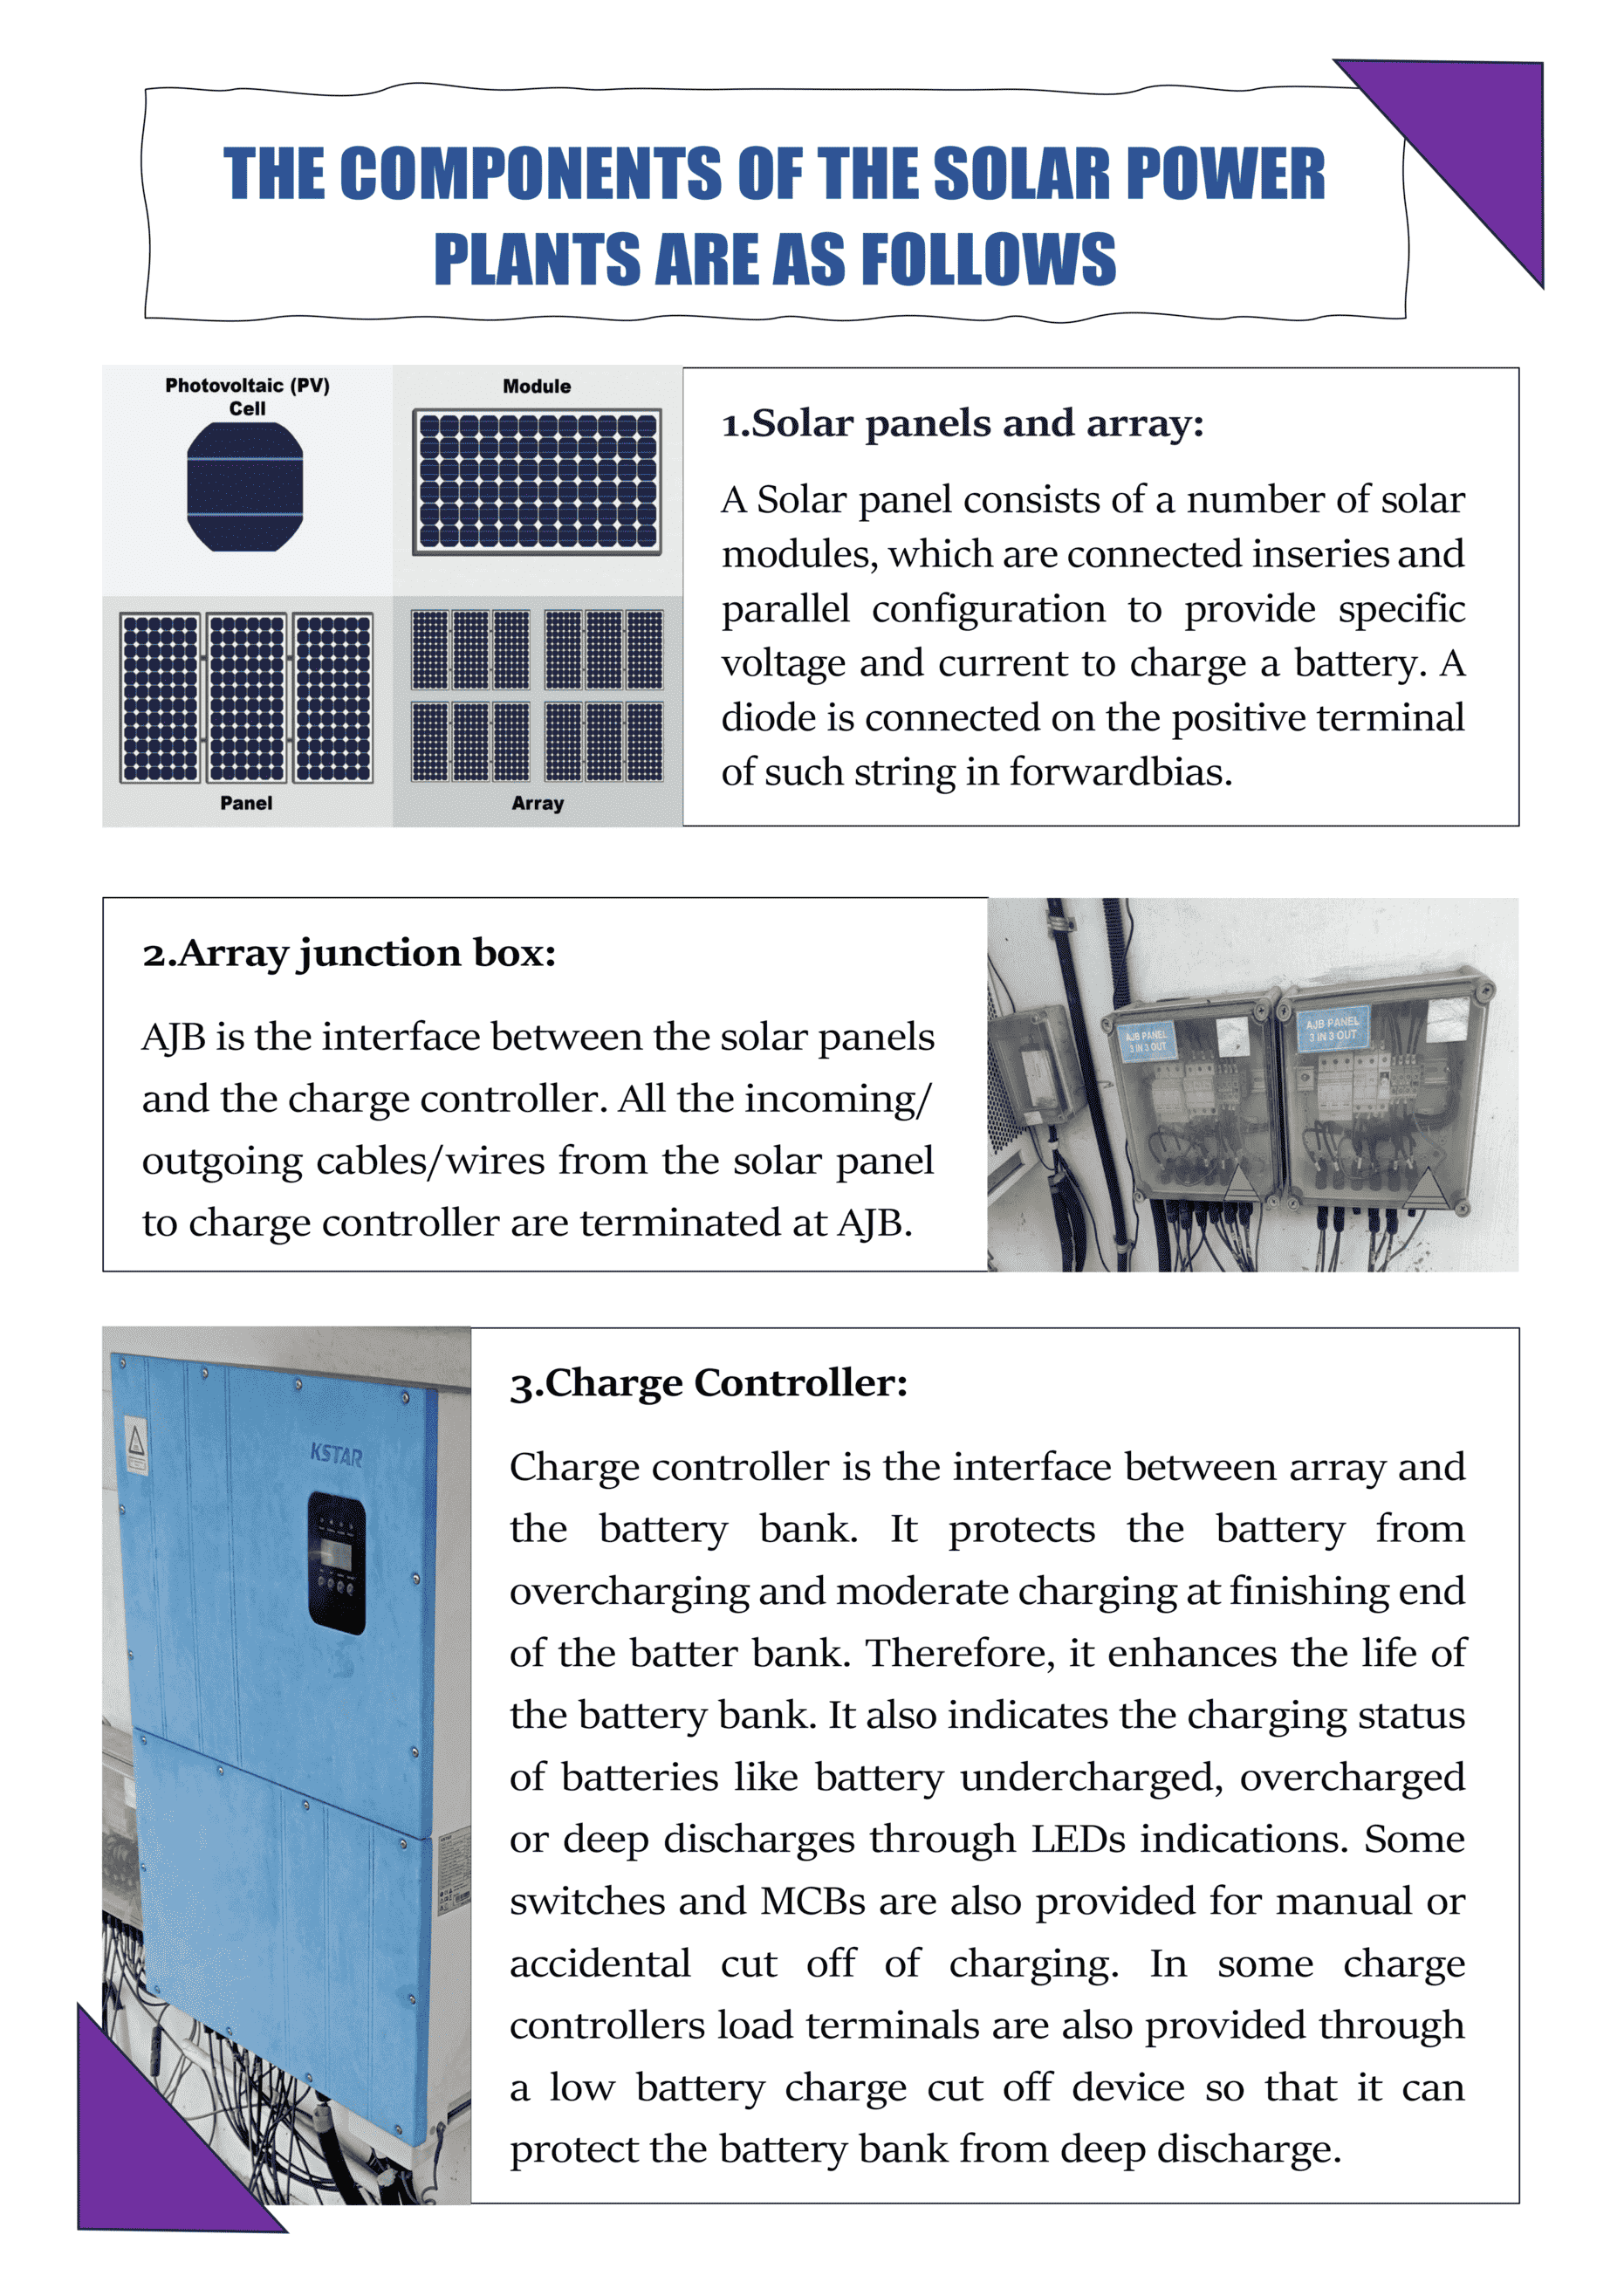 THE COMPONENTS OF THE SOLAR POWER
PLANTS ARE AS FOLLOWS
Photovoltaic (PV)
Cell
Module
Panel
Array
1.Solar panels and array:
A Solar panel consists of a number of solar
modules, which are connected inseries and
parallel configuration to provide specific
voltage and current to charge a battery. A
diode is connected on the positive terminal
of such string in forwardbias.
2.Array junction box:
AJB is the interface between the solar panels
and the charge controller. All the incoming/
outgoing cables/wires from the solar panel
to charge controller are terminated at AJB.
AJB PANEL
3 IN 3 OUT
AJB PANEL
3 IN 3 OUT
KSTAR
3.Charge Controller:
Charge controller is the interface between array and
the battery bank. It protects the battery from
overcharging and moderate charging at finishing end
of the batter bank. Therefore, it enhances the life of
the battery bank. It also indicates the charging status
of batteries like battery undercharged, overcharged
or deep discharges through LEDs indications. Some
switches and MCBs are also provided for manual or
accidental cut off of charging. In some charge
controllers load terminals are also provided through
a low battery charge cut off device so that it can
protect the battery bank from deep discharge.